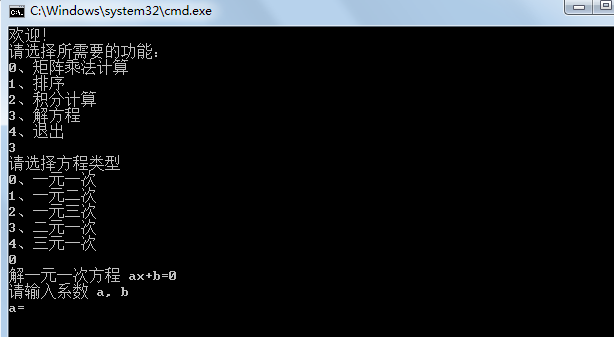 C:\Windows\system32\cmd.exe
欢迎!
请选择所需要的功能:
0、矩阵乘法计算
1、排序
2、积分计算
3、解方程
4、退出
3
请选择方程类型
0、一元一次
1、一元二次
2、一元三次
3、二元一次
4、三元一次
0
解一元一次方程 ax+b=0
请输入系数 a, b
a=